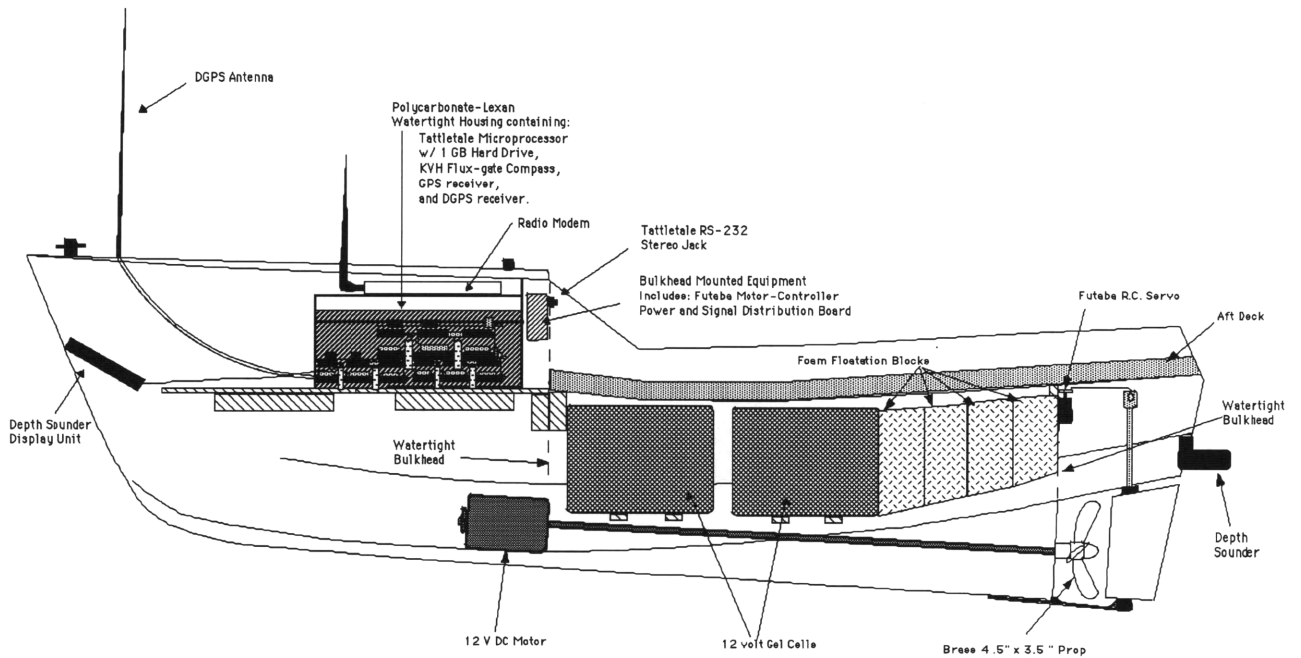 DGPS Antenna
Polycarbonate-Lexan
Watertight Housing containing:
Tattletale Microprocessor
w/ 1 GB Hard Drive,
KVH Flux-gate Compass,
GPS receiver,
and DGPS receiver.
Radio Modem
Tattletale RS-232
Stereo Jack
Bulkhead Mounted Equipment
Includes: Futaba Motor-Controller
Power and Signal Distribution Board
Futaba R.C. Servo
Aft Deck
Foam Floatation Blocks
Depth Sounder
Display Unit
Watertight
Bulkhead
Watertight
Bulkhead
Depth
Sounder
12 V DC Motor
12 volt Gel Cells
Brass 4.5" x 3.5 " Prop